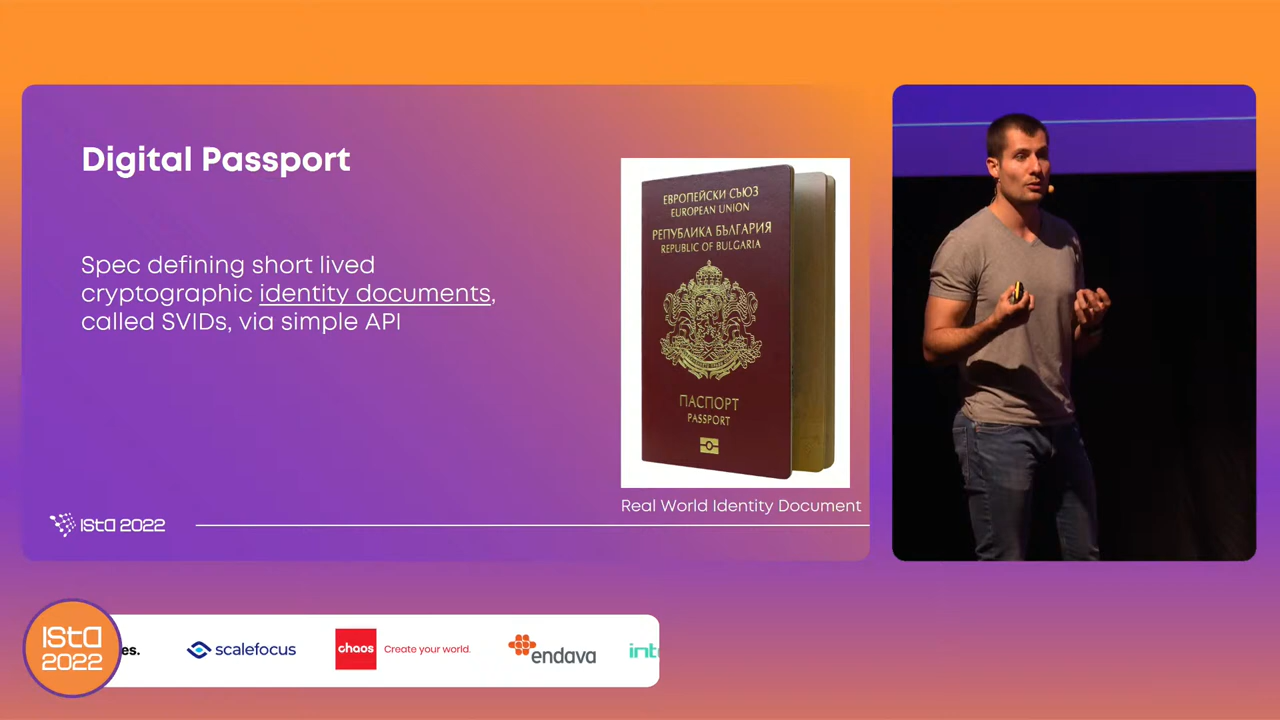 Digital Passport
Spec defining short lived
cryptographic identity documents,
called SVIDs, via simple API
ЕВРОПЕЙСКИ СЪЮЗ
EUROPEAN UNION
РЕПУБЛИКА БЪЛГАРИЯ
REPUBLIC OF BULGARIA
ПАСПОРТ
PASSPORT
Real World Identity Document
ISTA 2022
ISTA
2022
es.
scalefocus
chaos
Create your world.
endava